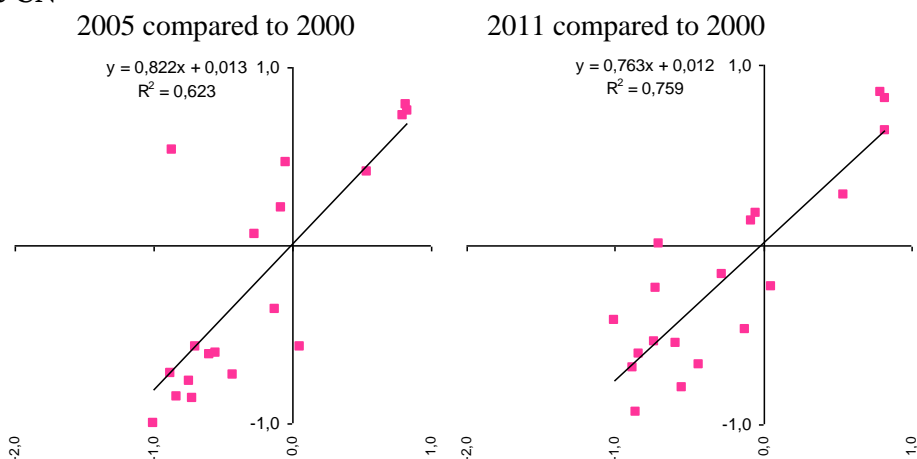 2005 compared to 2000
y = 0,822x + 0,013
R² = 0,623
1,0
-1,0
-2,0
-1,0
0,0
1,0
2011 compared to 2000
y = 0,763x + 0,012
R² = 0,759
1,0
-1,0
-2,0
-1,0
0,0
1,0